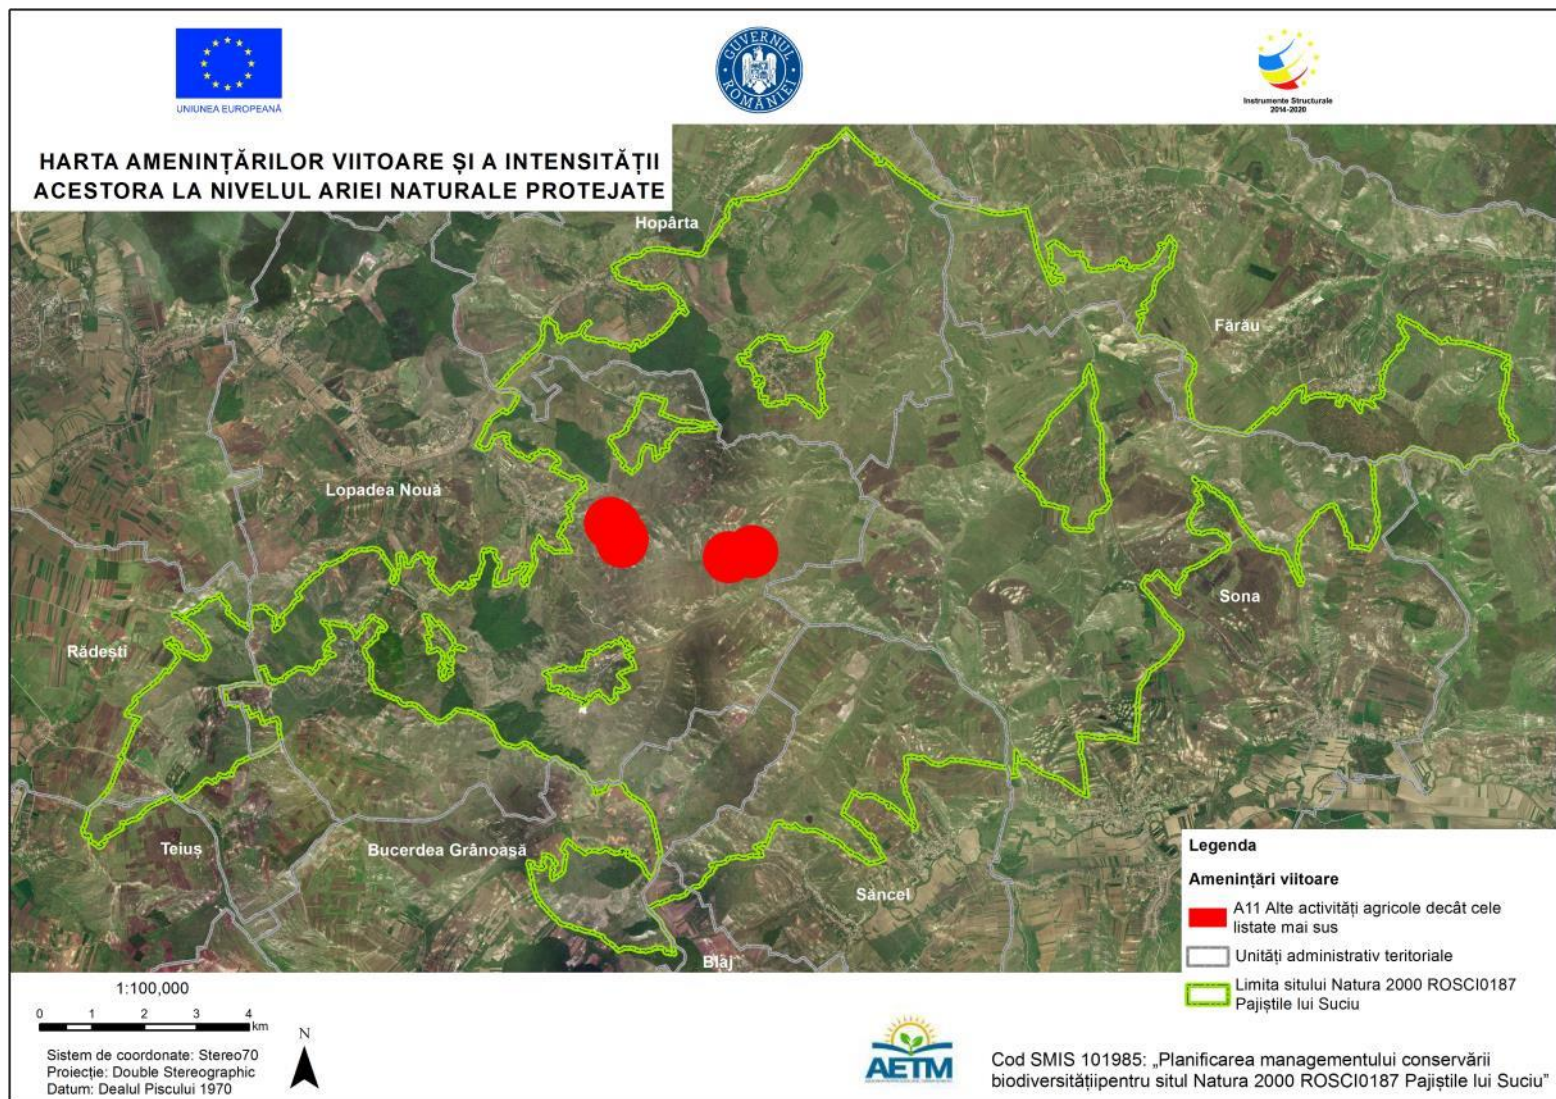 UNIUNEA EUROPEANĂ
GUVERNUL
ROMÂNIEI
Instrumente Structurale
2014-2020
HARTA AMENINȚĂRILOR VIITOARE ȘI A INTENSITĂȚII
ACESTORA LA NIVELUL ARIEI NATURALE PROTEJATE
Hopârta
Fărău
Lopadea Nouă
Sona
Rădești
Teiuș
Bucerdea Grânoasă
Săncel
Blaj
Legenda
Amenințări viitoare
A11 Alte activități agricole decât cele
listate mai sus
Unități administrativ teritoriale
Limita sitului Natura 2000 ROSCI0187
Pajiștile lui Suciu
1:100,000
0 1 2 3 4
km
N
Sistem de coordonate: Stereo70
Proiecție: Double Stereographic
Datum: Dealul Piscului 1970
AETM
Cod SMIS 101985: „Planificarea managementului conservării
biodiversitățiipentru situl Natura 2000 ROSCI0187 Pajiștile lui Suciu”